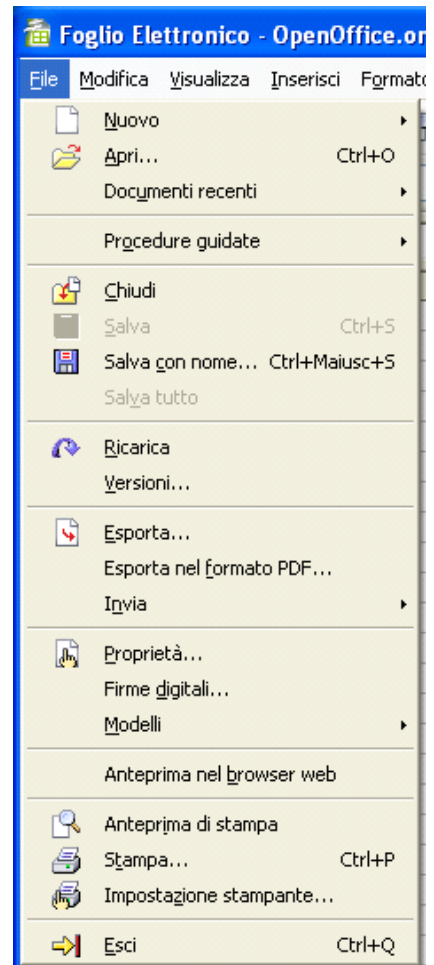 Foglio Elettronico - OpenOffice.or
File Modifica Visualizza Inserisci Formato
Nuovo
Apri... Ctrl+O
Documenti recenti
Procedure guidate
Chiudi
Salva Ctrl+S
Salva con nome... Ctrl+Maiusc+S
Salva tutto
Ricarica
Versioni...
Esporta...
Esporta nel formato PDF...
Invia
Proprietà...
Firme digitali...
Modelli
Anteprima nel browser web
Anteprima di stampa
Stampa... Ctrl+P
Impostazione stampante...
Esci Ctrl+Q